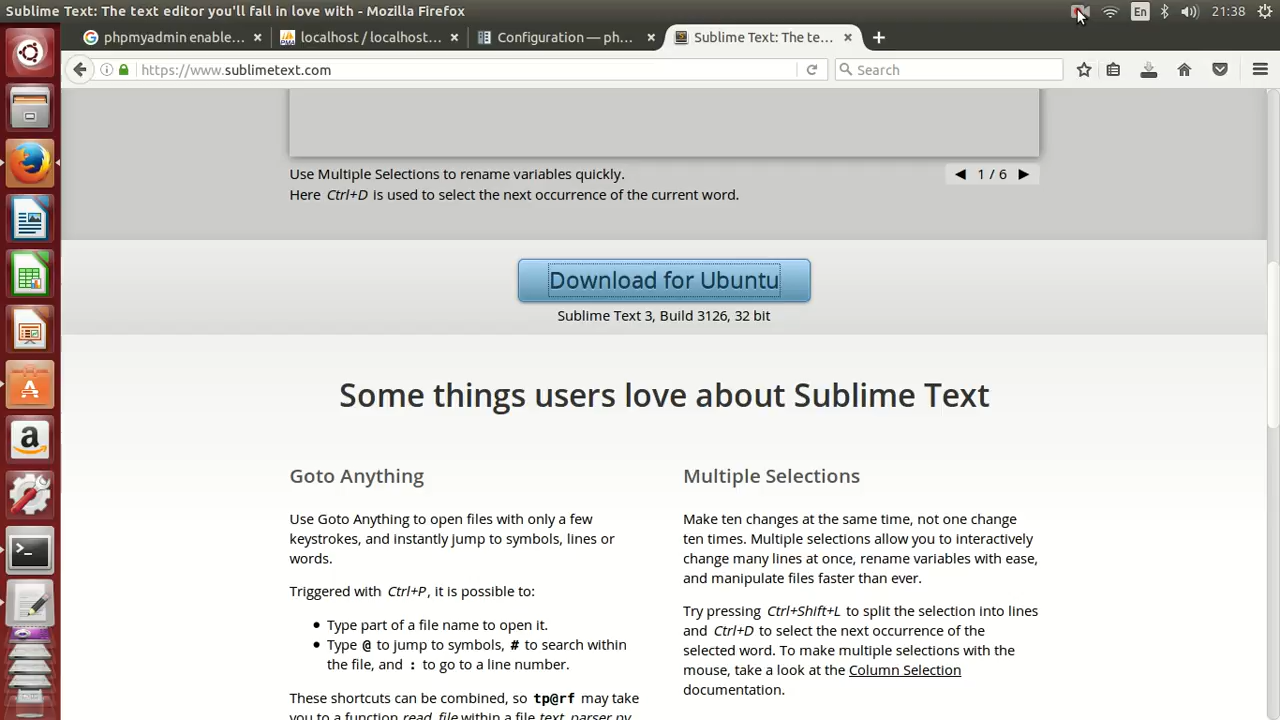 Sublime Text: The text editor you'll fall in love with - Mozilla Firefox
En
21:38
phpmyadmin enable...
localhost / localhost...
Configuration — ph...
Sublime Text: The te...
https://www.sublimetext.com
Search
Use Multiple Selections to rename variables quickly.
1 / 6
Here Ctrl+D is used to select the next occurrence of the current word.
Download for Ubuntu
Sublime Text 3, Build 3126, 32 bit
Some things users love about Sublime Text
Goto Anything
Use Goto Anything to open files with only a few
keystrokes, and instantly jump to symbols, lines or
words.
Triggered with Ctrl+P, it is possible to:
Type part of a file name to open it.
Type @ to jump to symbols, # to search within
the file, and : to go to a line number.
These shortcuts can be combined, so tp@rf may take
you to a function read_file within a file text_parser.py.
Multiple Selections
Make ten changes at the same time, not one change
ten times. Multiple selections allow you to interactively
change many lines at once, rename variables with ease,
and manipulate files faster than ever.
Try pressing Ctrl+Shift+L to split the selection into lines
and Ctrl+D to select the next occurrence of the
selected word. To make multiple selections with the
mouse, take a look at the Column Selection
documentation.